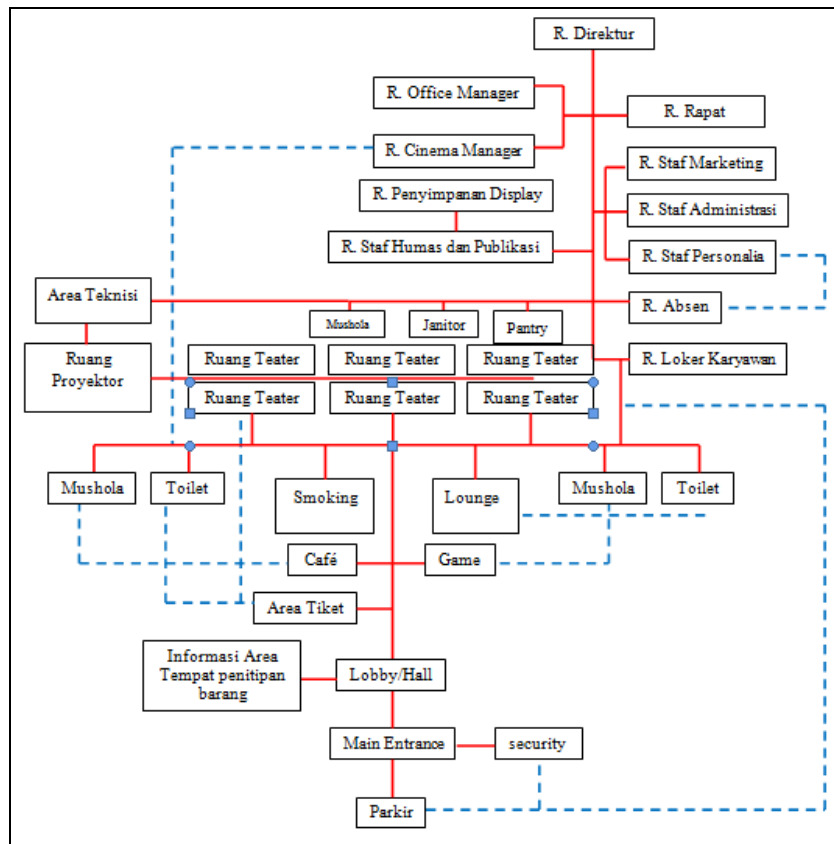 R. Direktur
R. Office Manager
R. Rapat
R. Cinema Manager
R. Staf Marketing
R. Penyimpanan Display
R. Staf Administrasi
R. Staf Humas dan Publikasi
R. Staf Personalia
Area Teknisi
R. Absen
Mushola
Janitor
Pantry
Ruang
Proyektor
Ruang Teater
Ruang Teater
Ruang Teater
R. Loker Karyawan
Ruang Teater
Ruang Teater
Ruang Teater
Mushola
Toilet
Smoking
Lounge
Mushola
Toilet
Café
Game
Area Tiket
Informasi Area
Tempat penitipan
barang
Lobby/Hall
Main Entrance
security
Parkir